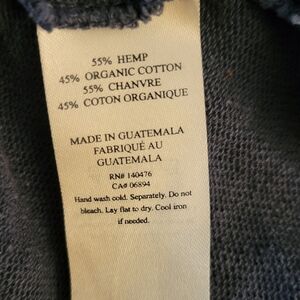 55% HEMP
45% ORGANIC COTTON
55% CHANVRE
45% COTON ORGANIQUE
MADE IN GUATEMALA
FABRIQUÉ AU
GUATEMALA
RN# 140476
CA# 06894
Hand wash cold. Separately. Do not
bleach. Lay flat to dry. Cool iron
if needed.